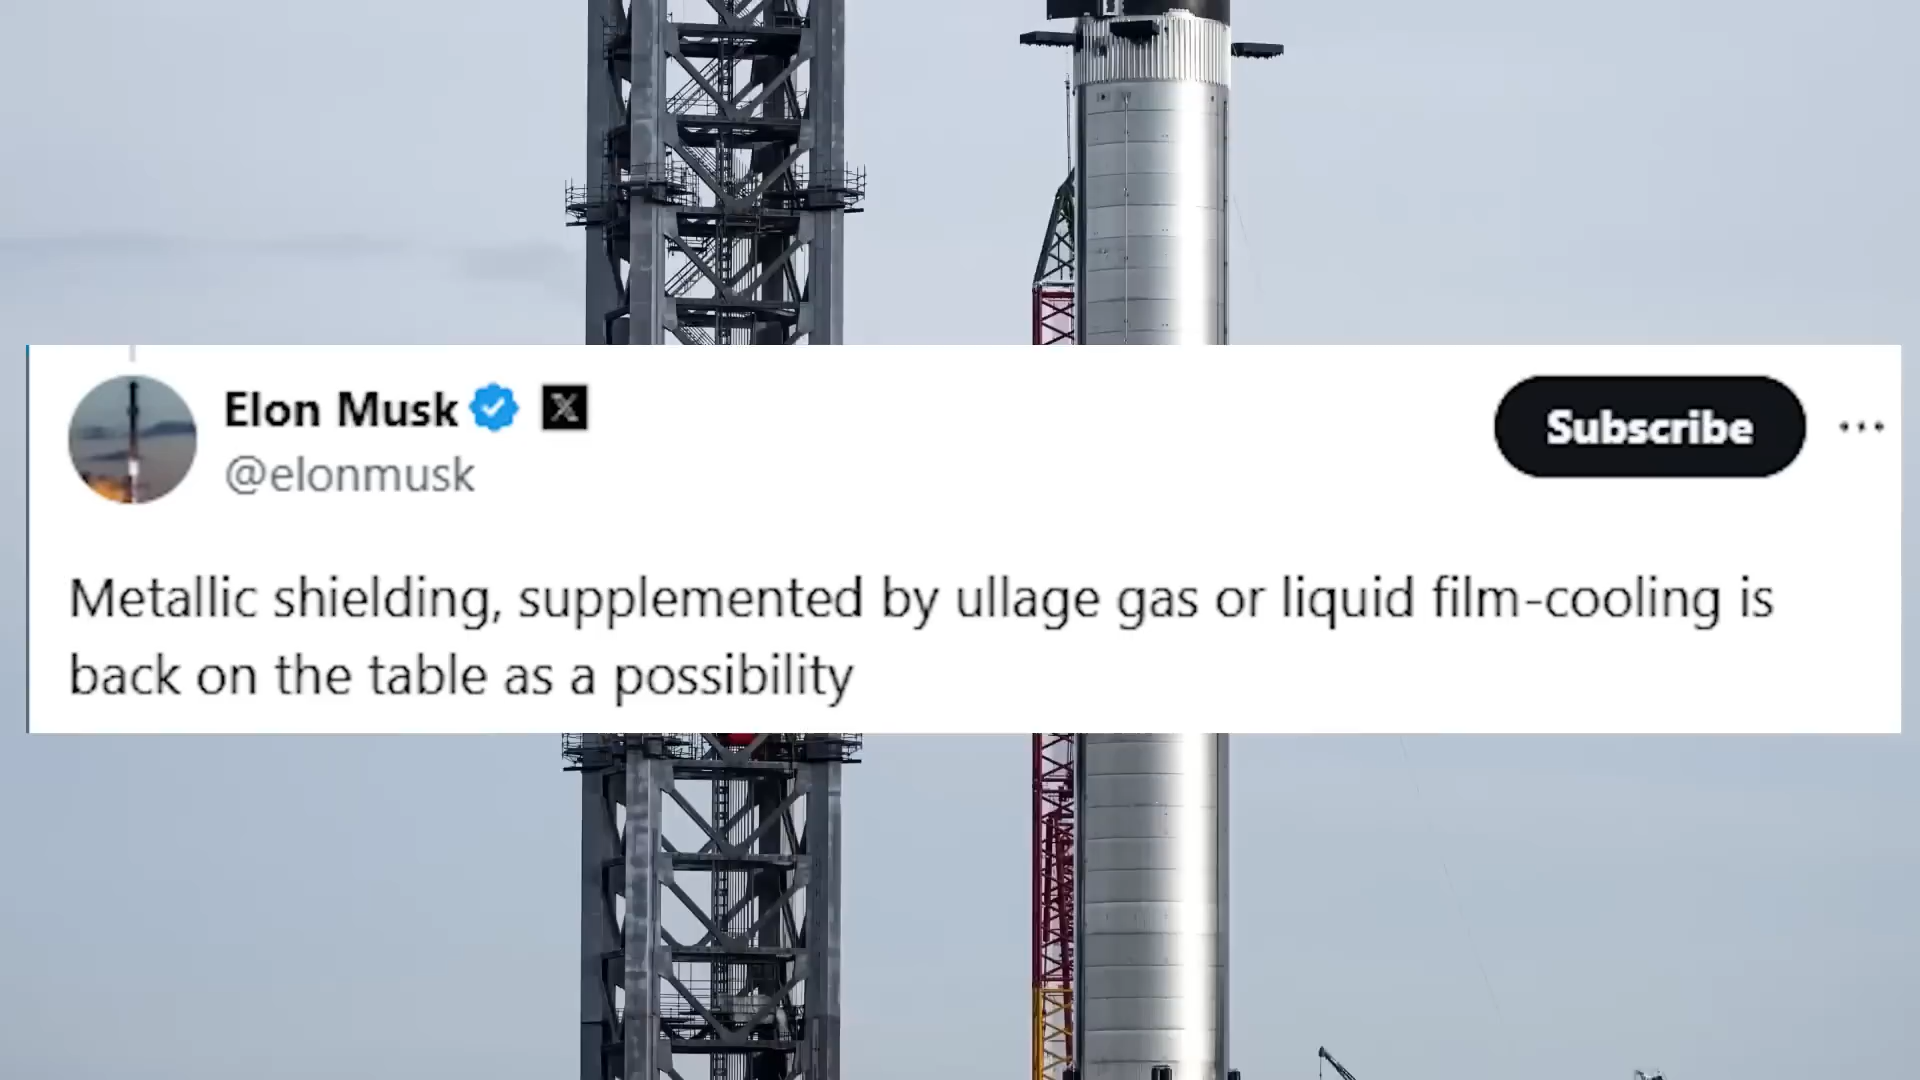 Elon Musk
@elonmusk
Subscribe
Metallic shielding, supplemented by ullage gas or liquid film-cooling is
back on the table as a possibility